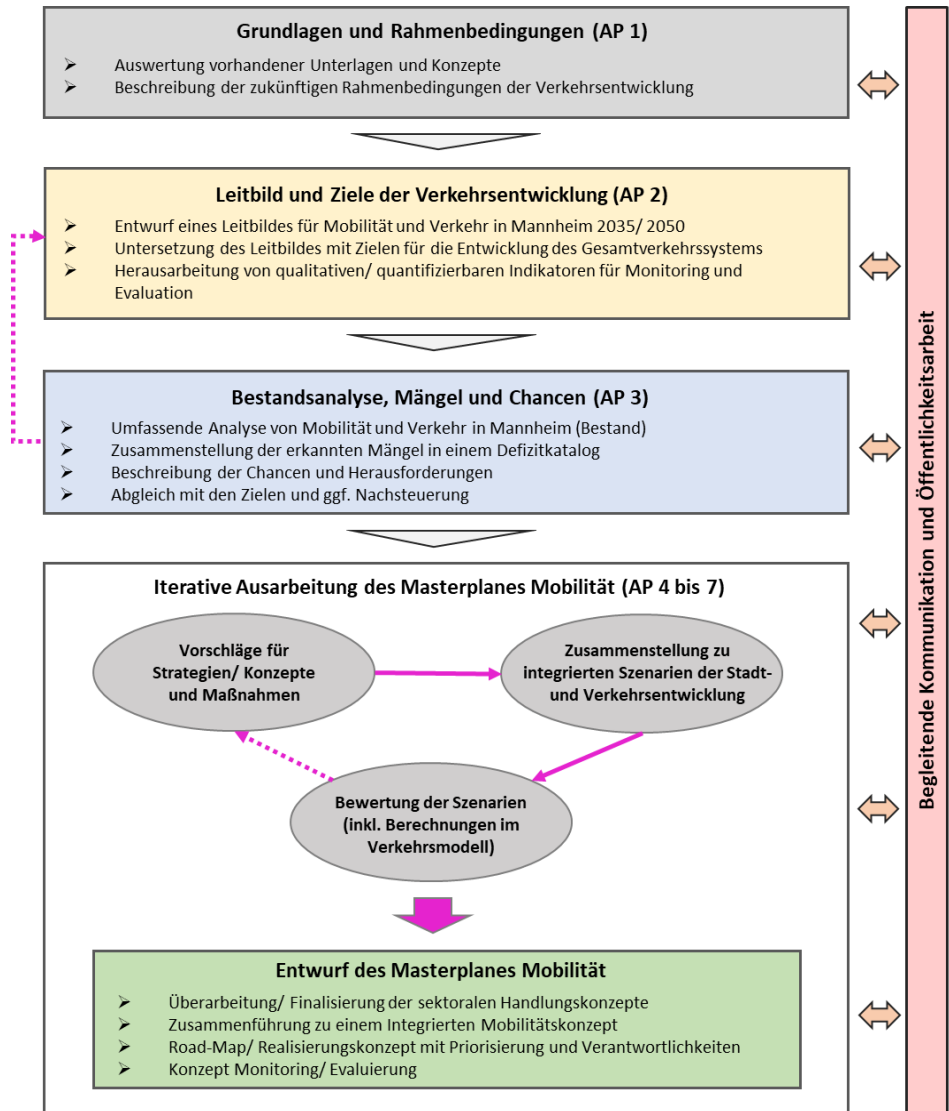 Grundlagen und Rahmenbedingungen (AP 1)
➢ Auswertung vorhandener Unterlagen und Konzepte
➢ Beschreibung der zukünftigen Rahmenbedingungen der Verkehrsentwicklung
Leitbild und Ziele der Verkehrsentwicklung (AP 2)
➢ Entwurf eines Leitbildes für Mobilität und Verkehr in Mannheim 2035/ 2050
➢ Untersetzung des Leitbildes mit Zielen für die Entwicklung des Gesamtverkehrssystems
➢ Herausarbeitung von qualitativen/ quantifizierbaren Indikatoren für Monitoring und
Evaluation
Bestandsanalyse, Mängel und Chancen (AP 3)
➢ Umfassende Analyse von Mobilität und Verkehr in Mannheim (Bestand)
➢ Zusammenstellung der erkannten Mängel in einem Defizitkatalog
➢ Beschreibung der Chancen und Herausforderungen
➢ Abgleich mit den Zielen und ggf. Nachsteuerung
Iterative Ausarbeitung des Masterplanes Mobilität (AP 4 bis 7)
Vorschläge für
Strategien/ Konzepte
und Maßnahmen
Zusammenstellung zu
integrierten Szenarien der Stadt-
und Verkehrsentwicklung
Bewertung der Szenarien
(inkl. Berechnungen im
Verkehrsmodell)
Entwurf des Masterplanes Mobilität
➢ Überarbeitung/ Finalisierung der sektoralen Handlungskonzepte
➢ Zusammenführung zu einem Integrierten Mobilitätskonzept
➢ Road-Map/ Realisierungskonzept mit Priorisierung und Verantwortlichkeiten
➢ Konzept Monitoring/ Evaluierung
Begleitende Kommunikation und Öffentlichkeitsarbeit